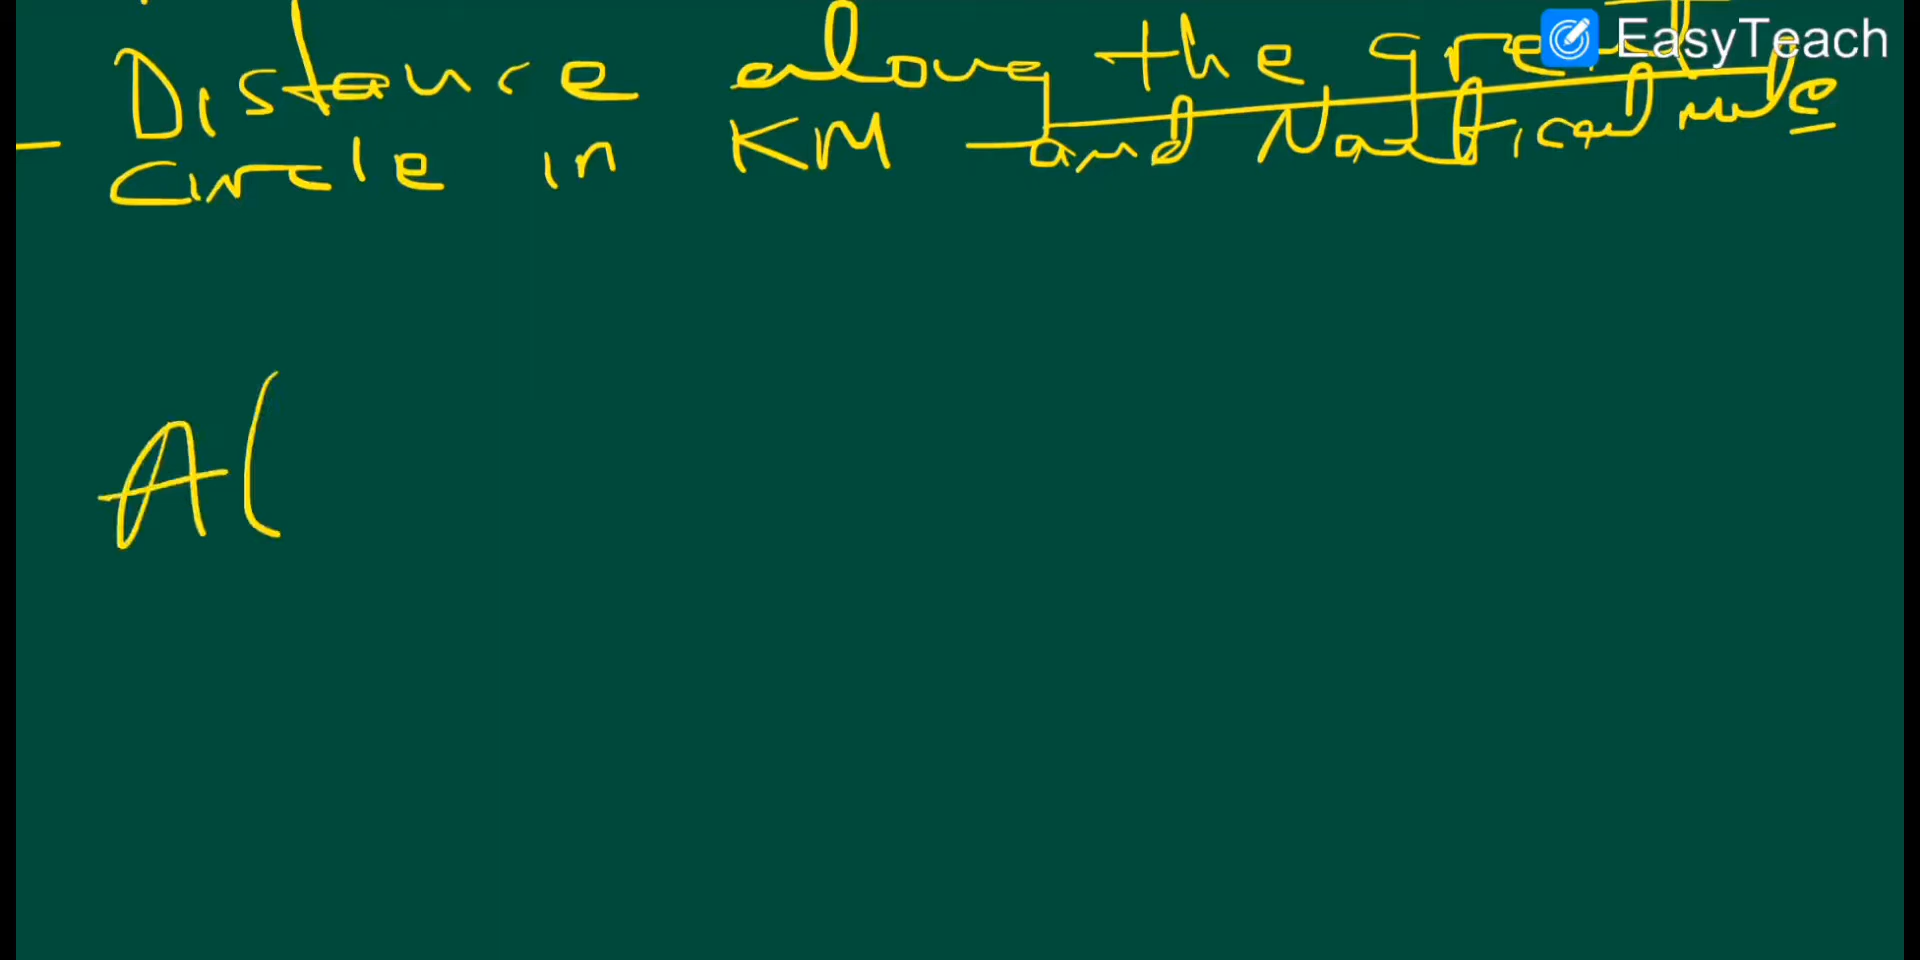 EasyTeach
Distance along the great
Circle in KM and Nautical mile
A(